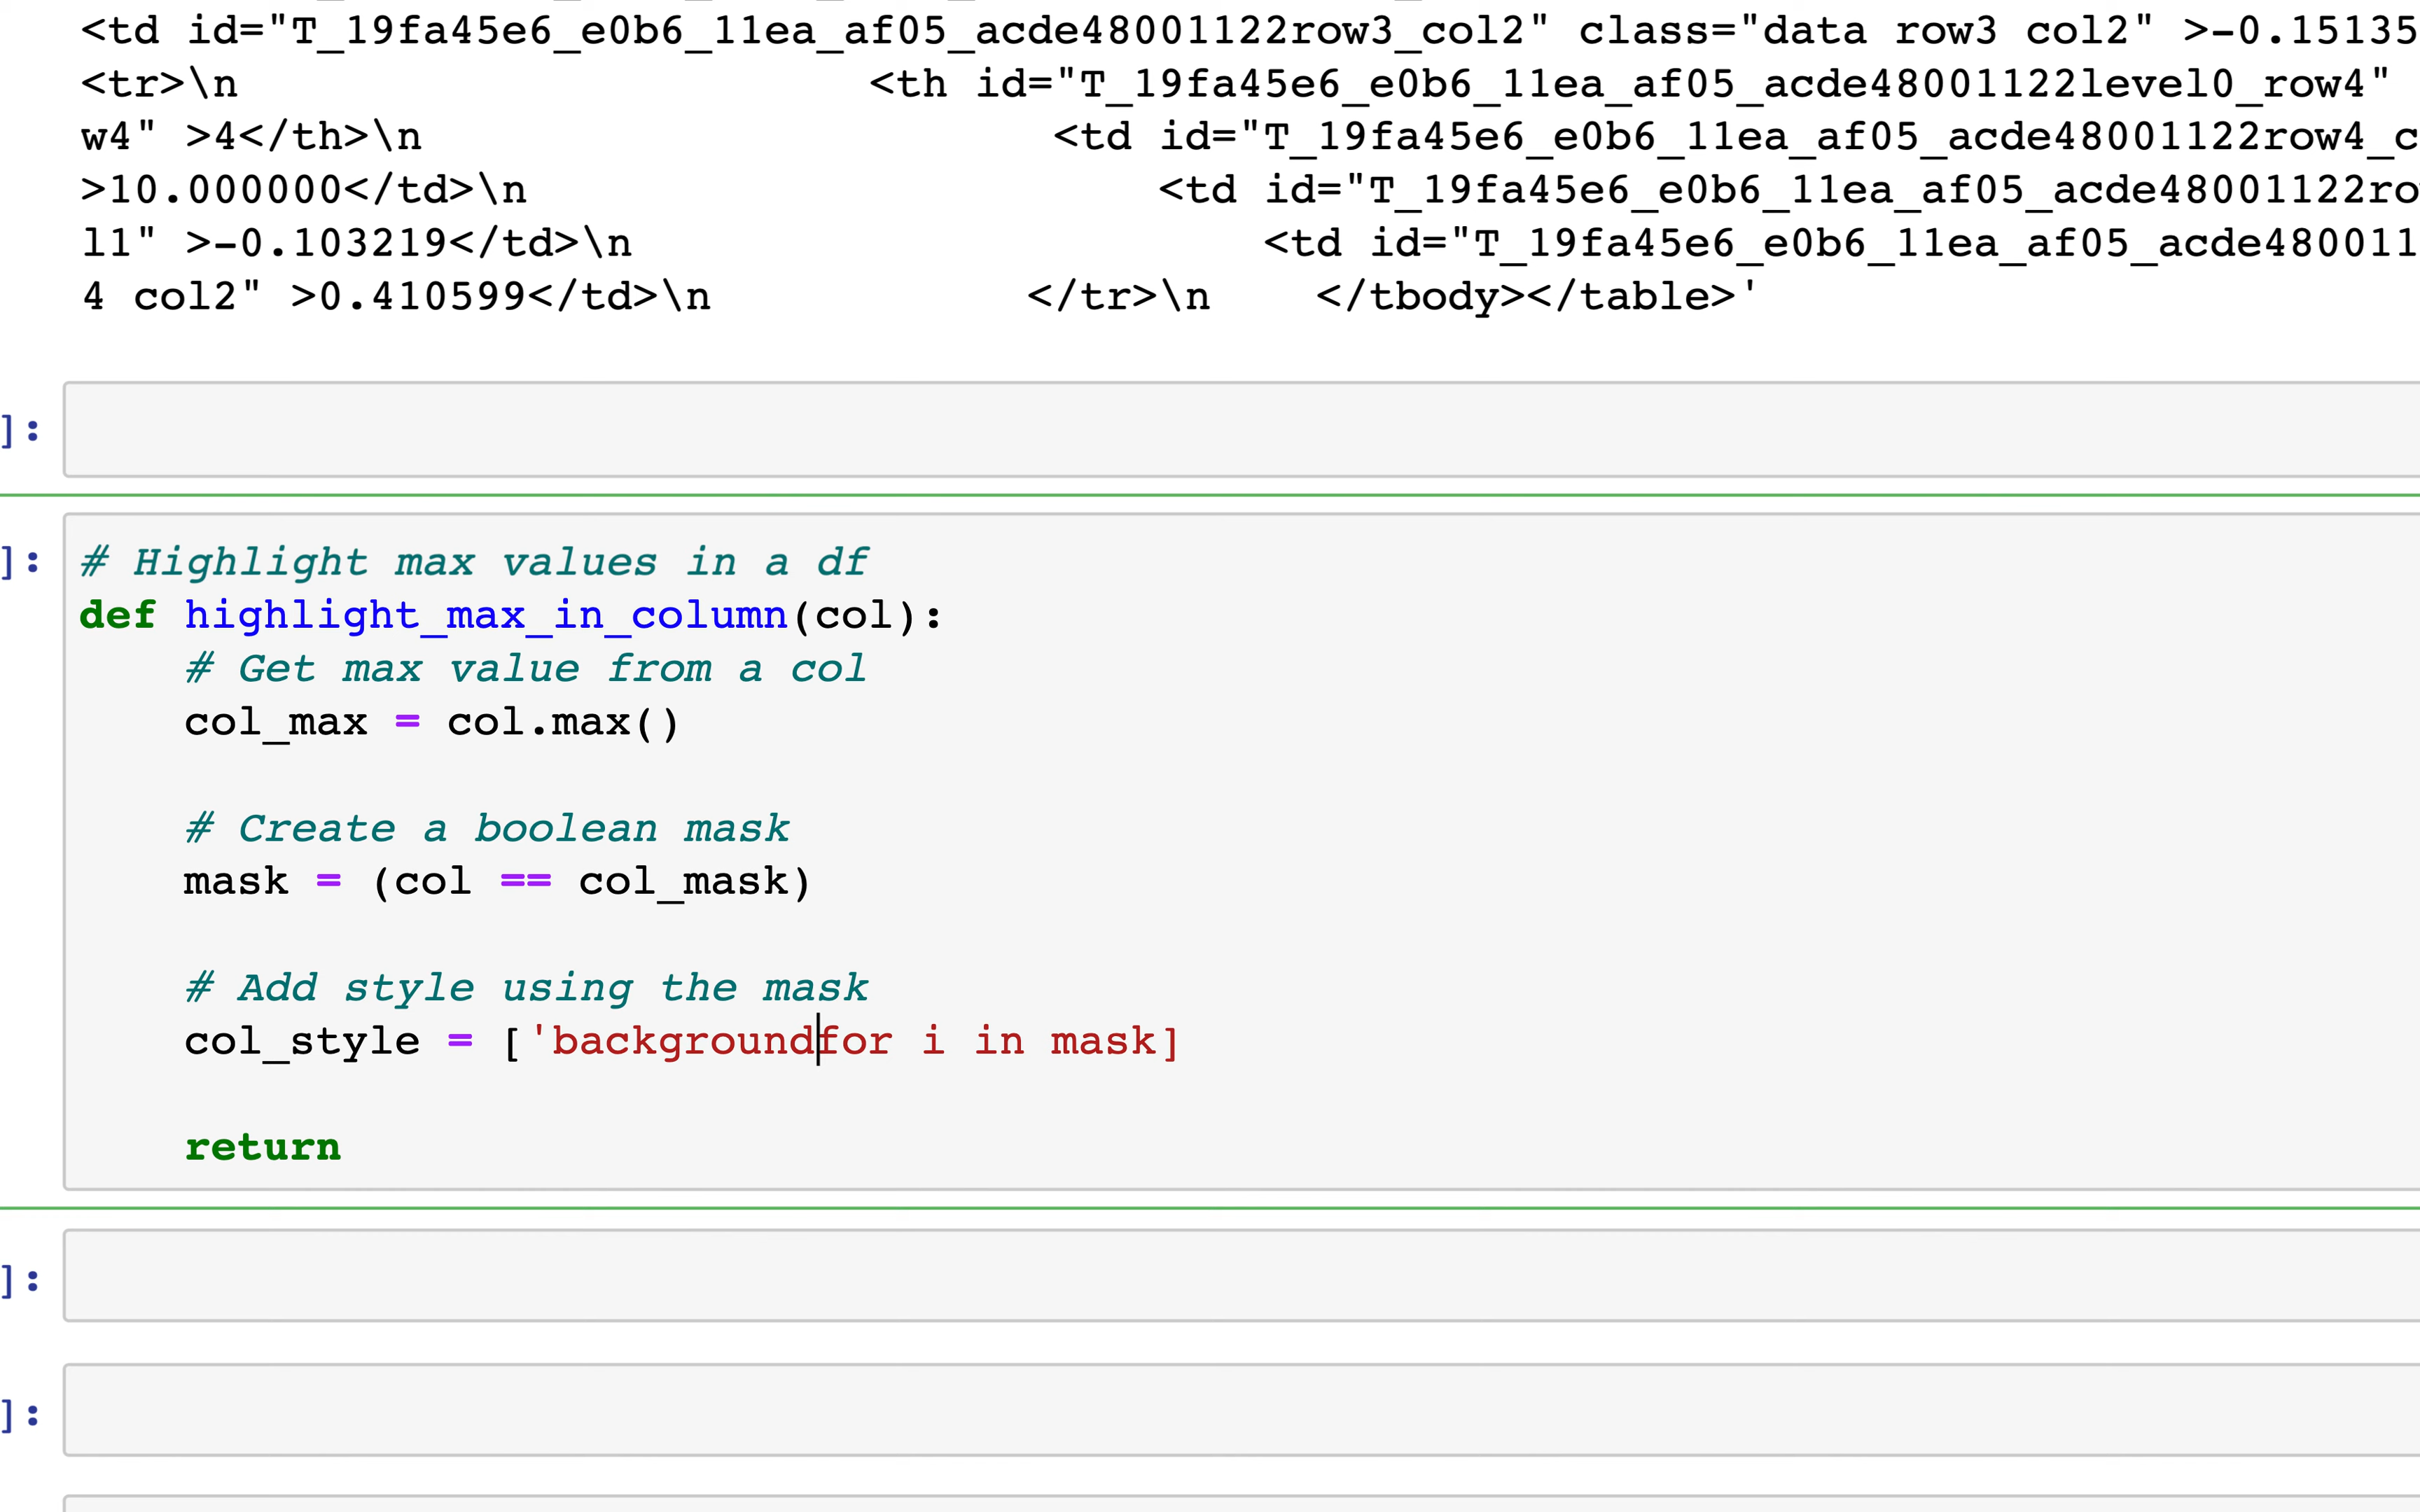 <td id="T_19fa45e6_e0b6_11ea_af05_acde48001122row3_col2" class="data row3 col2" >-0.15135
<tr>\n <th id="T_19fa45e6_e0b6_11ea_af05_acde48001122level0_row4"
w4" >4</th>\n <td id="T_19fa45e6_e0b6_11ea_af05_acde48001122row4_c
>10.000000</td>\n <td id="T_19fa45e6_e0b6_11ea_af05_acde48001122ro
l1" >-0.103219</td>\n <td id="T_19fa45e6_e0b6_11ea_af05_acde480011
4 col2" >0.410599</td>\n </tr>\n </tbody></table>'
]:
]: # Highlight max values in a df
def highlight_max_in_column(col):
# Get max value from a col
col_max = col.max()
# Create a boolean mask
mask = (col == col_mask)
# Add style using the mask
col_style = ['backgroundfor i in mask]
return
]:
]: